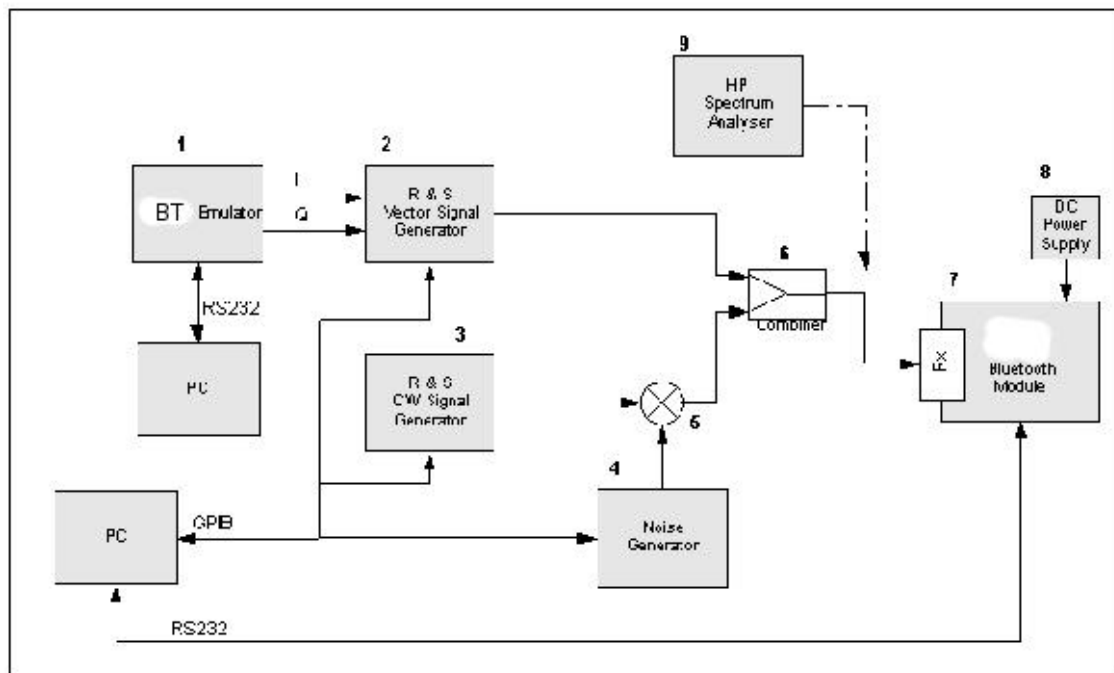 9
HP
Spectrum
Analyser
1
2
BT Emulator
I
Q
R & S
Vector Signal
Generator
8
DC
Power
Supply
6
Combiner
7
Rx
Bluetooth
Module
RS232
PC
3
R & S
CW Signal
Generator
5
4
Noise
Generator
PC
GPIB
RS232